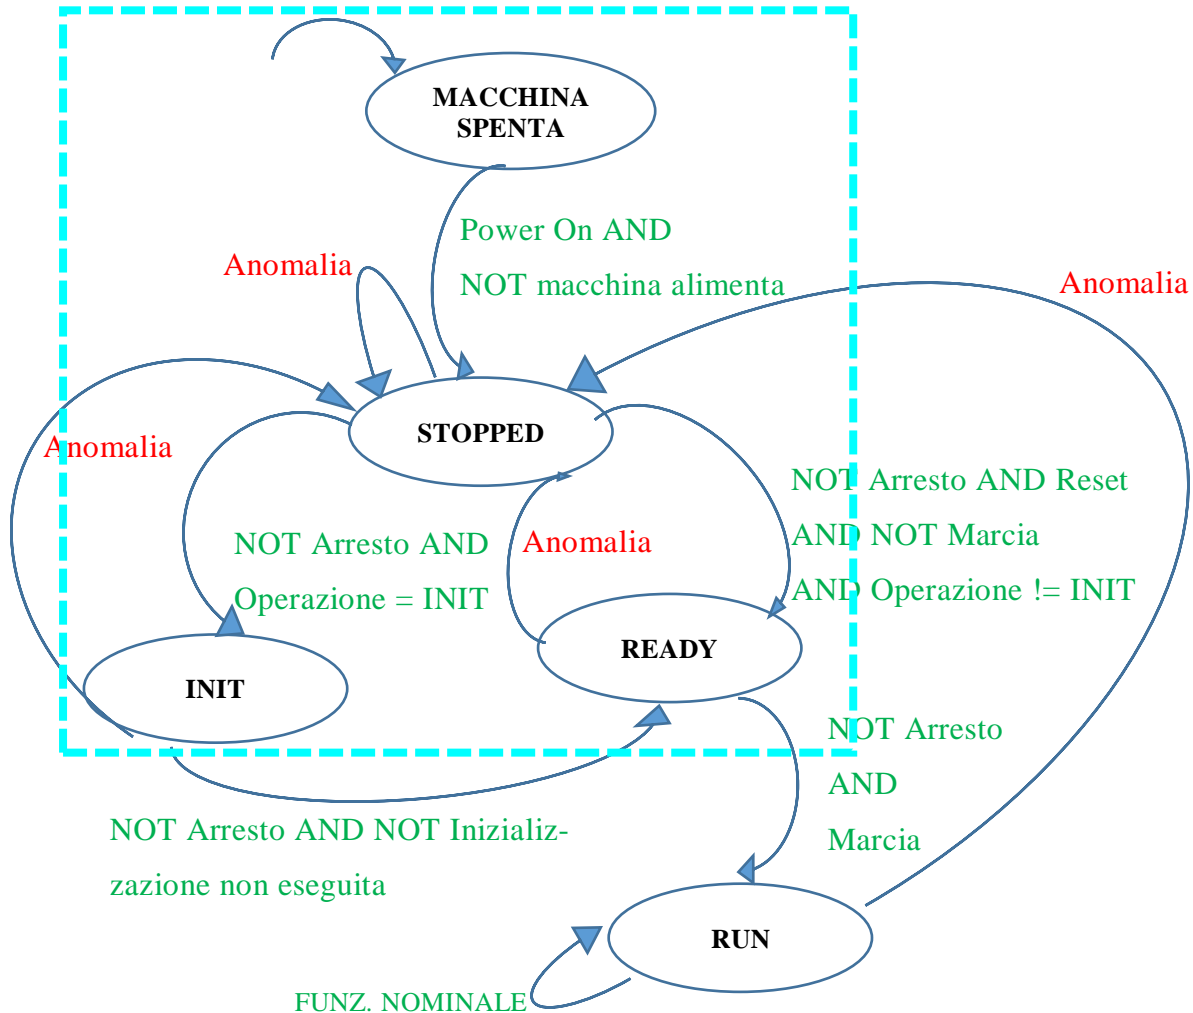 MACCHINA
SPENTA
Power On AND
NOT macchina alimenta
Anomalia
Anomalia
Anomalia
STOPPED
NOT Arresto AND Reset
AND NOT Marcia
AND Operazione != INIT
NOT Arresto AND
Operazione = INIT
Anomalia
READY
INIT
NOT Arresto
AND
Marcia
NOT Arresto AND NOT Inizializ-
zazione non eseguita
RUN
FUNZ. NOMINALE